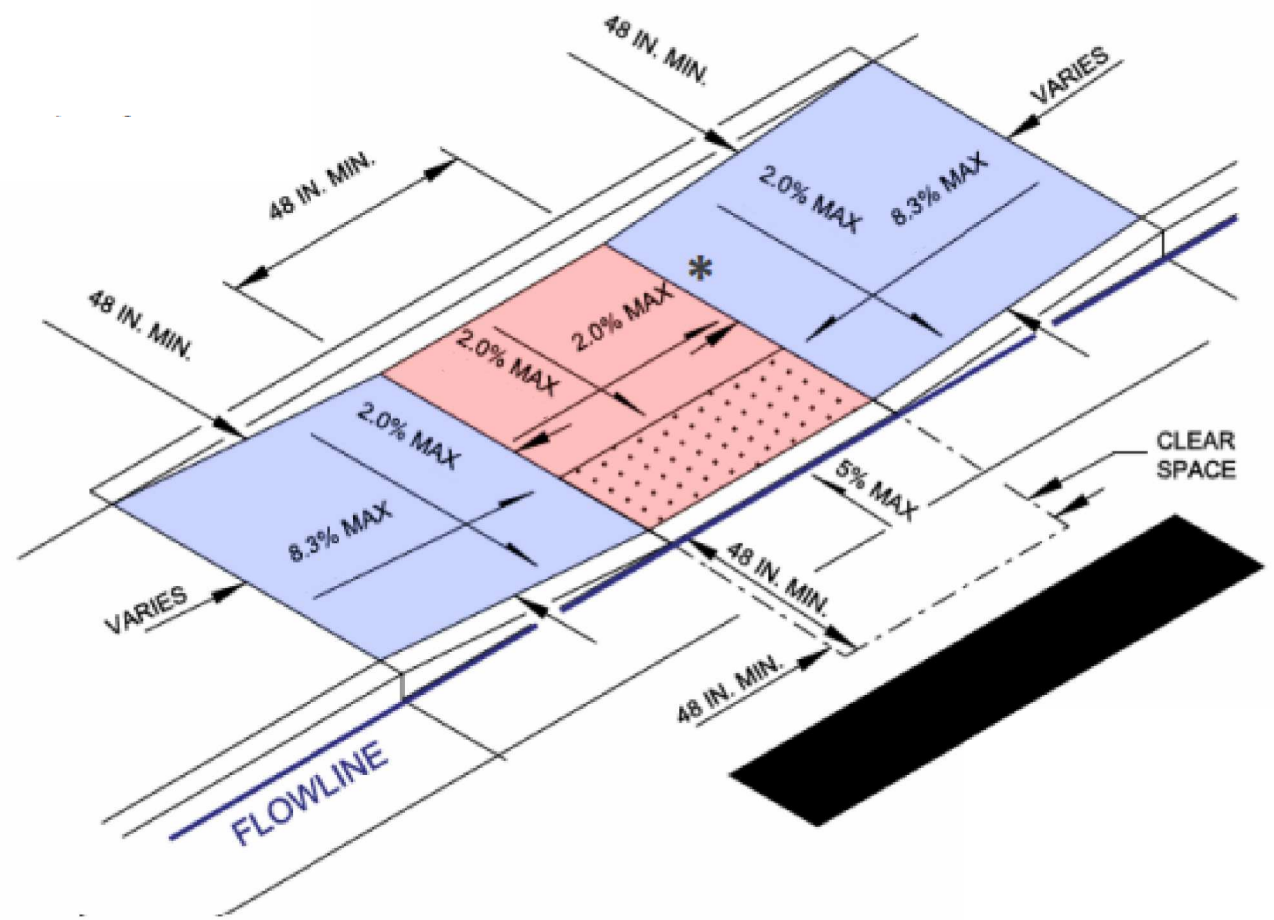 48 IN. MIN.
VARIES
48 IN. MIN.
2.0% MAX
8.3% MAX
*
48 IN. MIN.
2.0% MAX
2.0% MAX
2.0% MAX
8.3% MAX
VARIES
5% MAX
CLEAR
SPACE
48 IN. MIN.
48 IN. MIN.
FLOWLINE